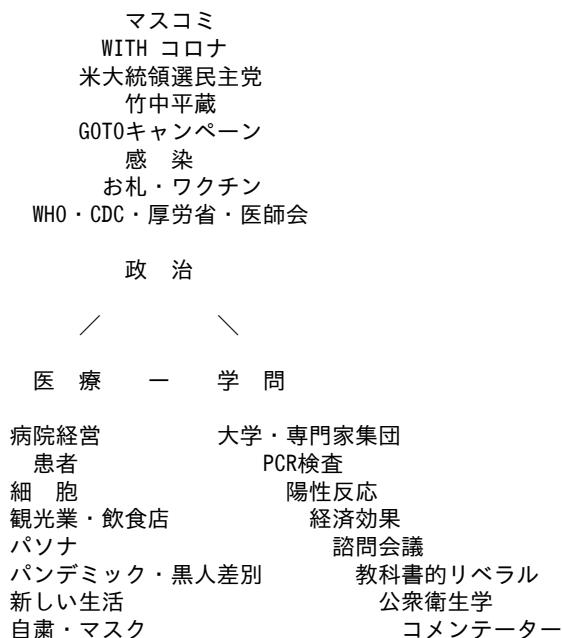 マスコミ
WITH コロナ
米大統領選民主党
竹中平蔵
GOTOキャンペーン
感　染
お札・ワクチン
WHO・CDC・厚労省・医師会
政　治
／　　　　　＼
医　療　　ー　　学　問
病院経営　　　　　大学・専門家集団
患者　　　　　　　　PCR検査
細　胞　　　　　　　　　陽性反応
観光業・飲食店　　　　　　経済効果
パソナ　　　　　　　　　　　諮問会議
パンデミック・黒人差別　　　　教科書的リベラル
新しい生活　　　　　　　　　　　公衆衛生学
自粛・マスク　　　　　　　　　　　コメンテーター